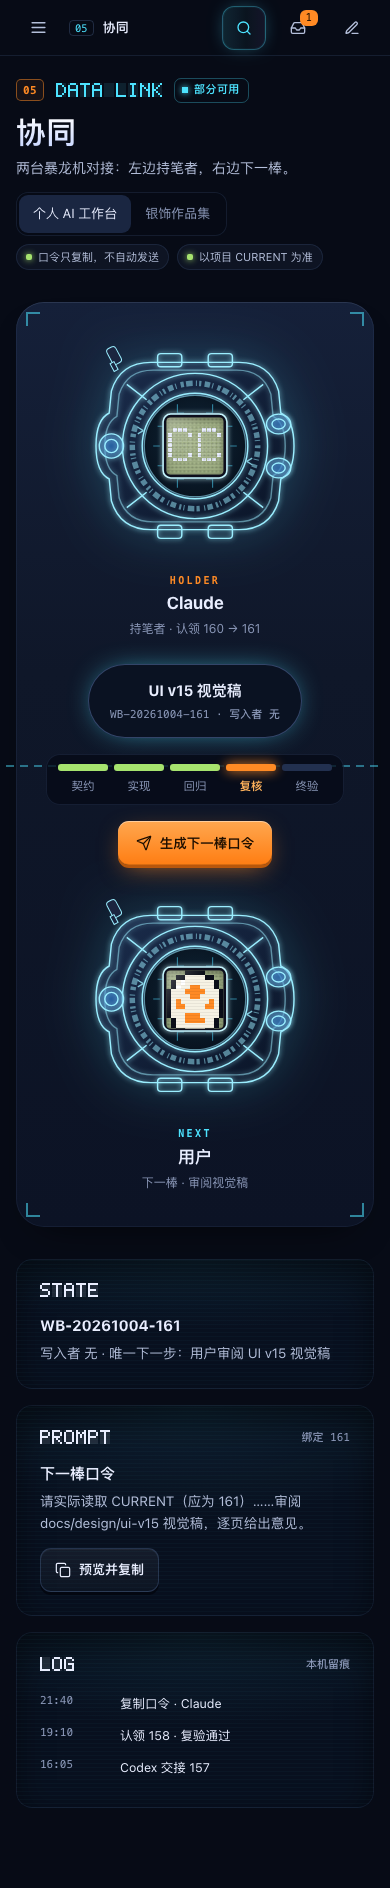 05 协同
1
05 DATA LINK 部分可用
协同
两台暴龙机对接：左边持笔者，右边下一棒。
个人 AI 工作台 银饰作品集
口令只复制，不自动发送 以项目 CURRENT 为准
CC
HOLDER
Claude
持笔者 · 认领 160 → 161
UI v15 视觉稿
WB-20261004-161 · 写入者 无
契约 实现 回归 复核 终验
生成下一棒口令
NEXT
用户
下一棒 · 审阅视觉稿
STATE
WB-20261004-161
写入者 无 · 唯一下一步：用户审阅 UI v15 视觉稿
PROMPT 绑定 161
下一棒口令
请实际读取 CURRENT（应为 161）……审阅
docs/design/ui-v15 视觉稿，逐页给出意见。
预览并复制
LOG 本机留痕
21:40 复制口令 · Claude
19:10 认领 158 · 复验通过
16:05 Codex 交接 157